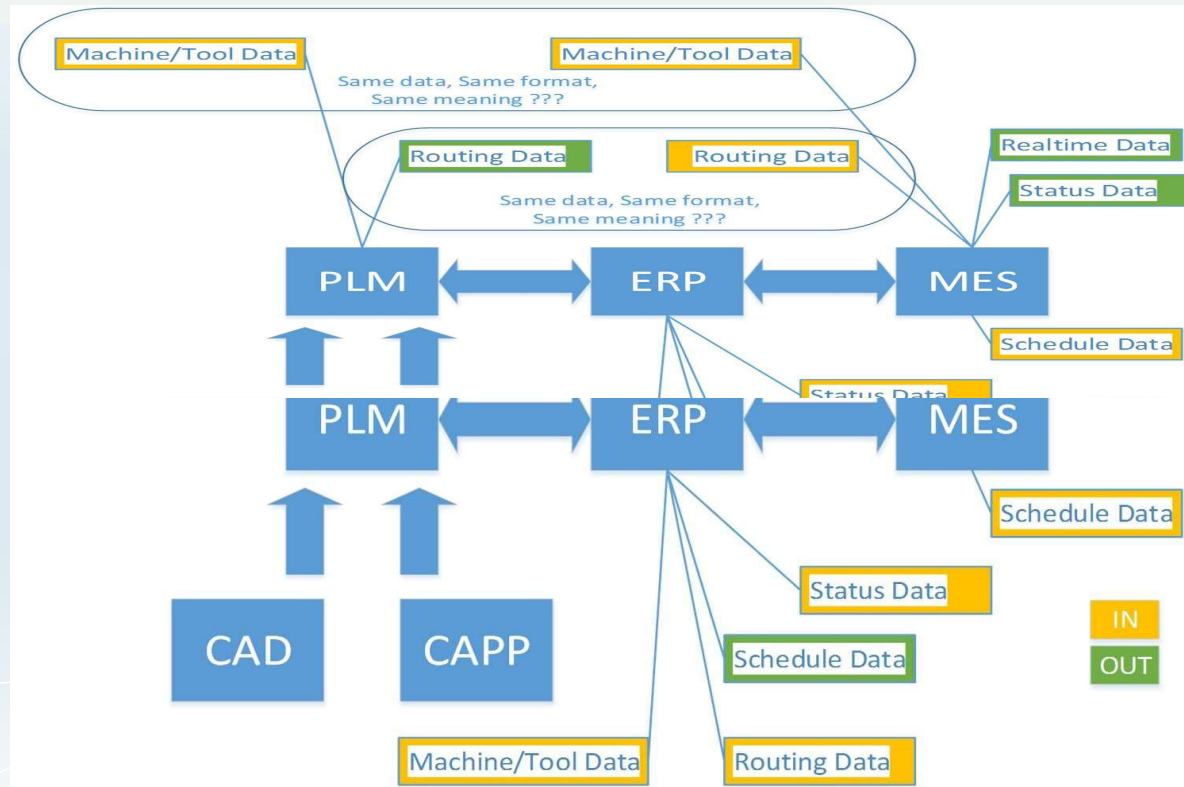 Machine/Tool Data
Machine/Tool Data
Same data, Same format,
Same meaning ???
Routing Data
Routing Data
Realtime Data
Status Data
Same data, Same format,
Same meaning ???
PLM
ERP
MES
Schedule Data
Status Data
PLM
ERP
MES
Schedule Data
Status Data
IN
CAD
CAPP
Schedule Data
OUT
Machine/Tool Data
Routing Data